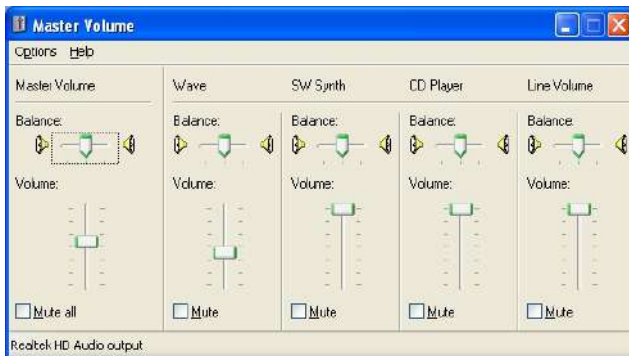 Master Volume
Options Help
Master Volume Wave SW Synth CD Player Line Volume
Balance: Balance: Balance: Balance: Balance:
Volume: Volume: Volume: Volume: Volume:
Mute all Mute Mute Mute Mute
Realtek HD Audio output